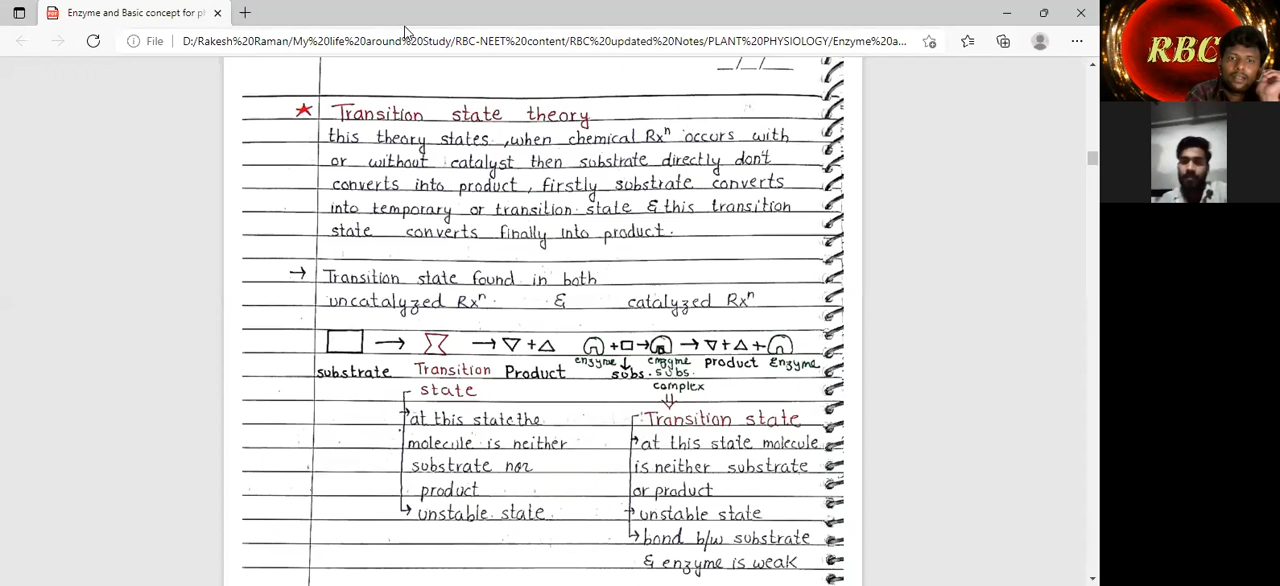 Enzyme and Basic concept for pl
File
D:/Rakesh%20Raman/My%20life%20around%20Study/RBC-NEET%20content/RBC%20updated%20Notes/PLANT%20PHYSIOLOGY/Enzyme%20a...
RBC
__/__/____
★ Transition state theory
this theory states, when chemical Rxⁿ occurs with
or without catalyst then substrate directly don't
converts into product, firstly substrate converts
into temporary or transition state & this transition
state converts finally into product.
→ Transition state found in both
uncatalyzed Rxⁿ. & catalyzed Rxⁿ
→ → + + → → + +
enzyme enzyme product Enzyme
substrate Transition Product subs. subs.
state complex
⇓
at this state the Transition state
molecule is neither at this state molecule
substrate nor is neither substrate
product or product
unstable state. unstable state
bond b/w substrate
& enzyme is weak